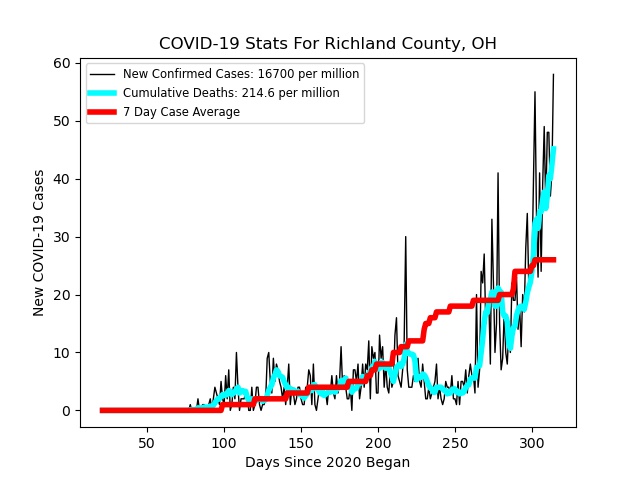 COVID-19 Stats For Richland County, OH
New Confirmed Cases: 16700 per million
Cumulative Deaths: 214.6 per million
7 Day Case Average
60
50
40
30
20
10
0
New COVID-19 Cases
50 100 150 200 250 300
Days Since 2020 Began